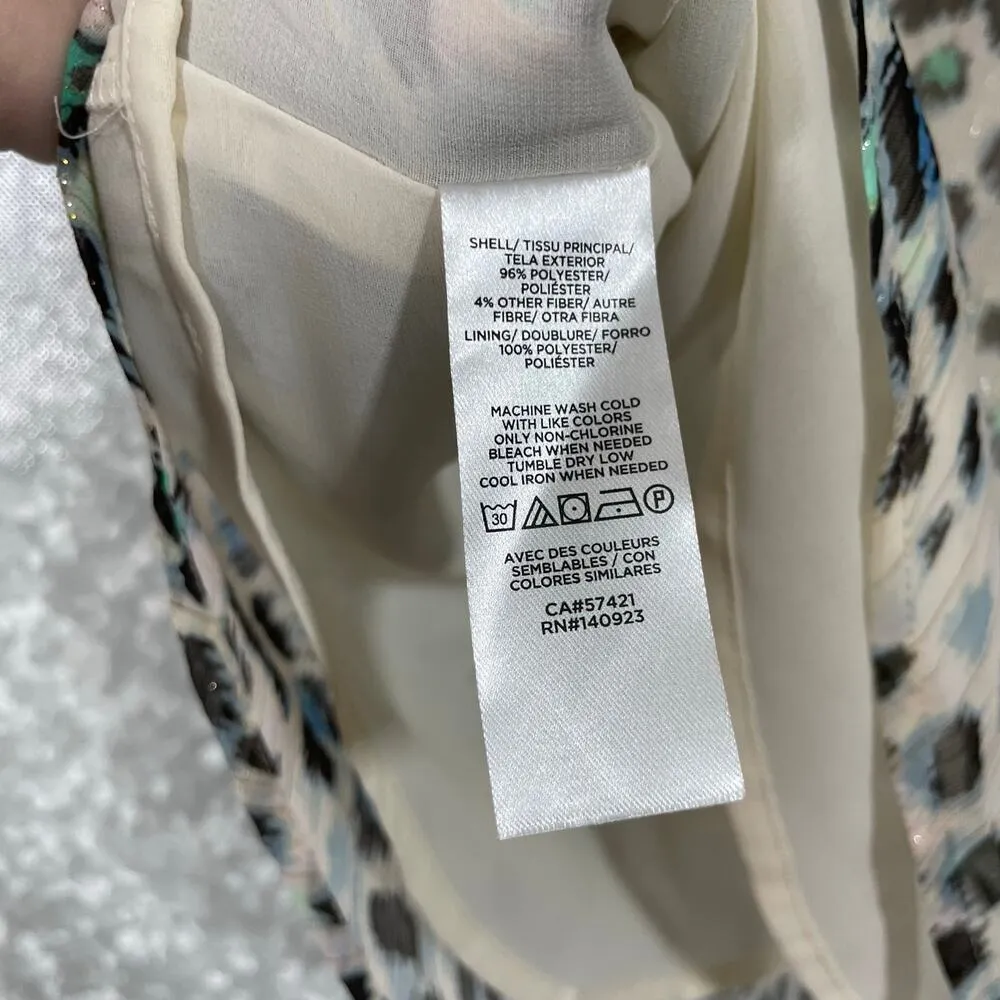 SHELL/ TISSU PRINCIPAL/
TELA EXTERIOR
96% POLYESTER/
POLIÉSTER
4% OTHER FIBER/ AUTRE
FIBRE/ OTRA FIBRA
LINING/ DOUBLURE/ FORRO
100% POLYESTER/
POLIÉSTER
MACHINE WASH COLD
WITH LIKE COLORS
ONLY NON-CHLORINE
BLEACH WHEN NEEDED
TUMBLE DRY LOW
COOL IRON WHEN NEEDED
30 P
AVEC DES COULEURS
SEMBLABLES / CON
COLORES SIMILARES
CA#57421
RN#140923